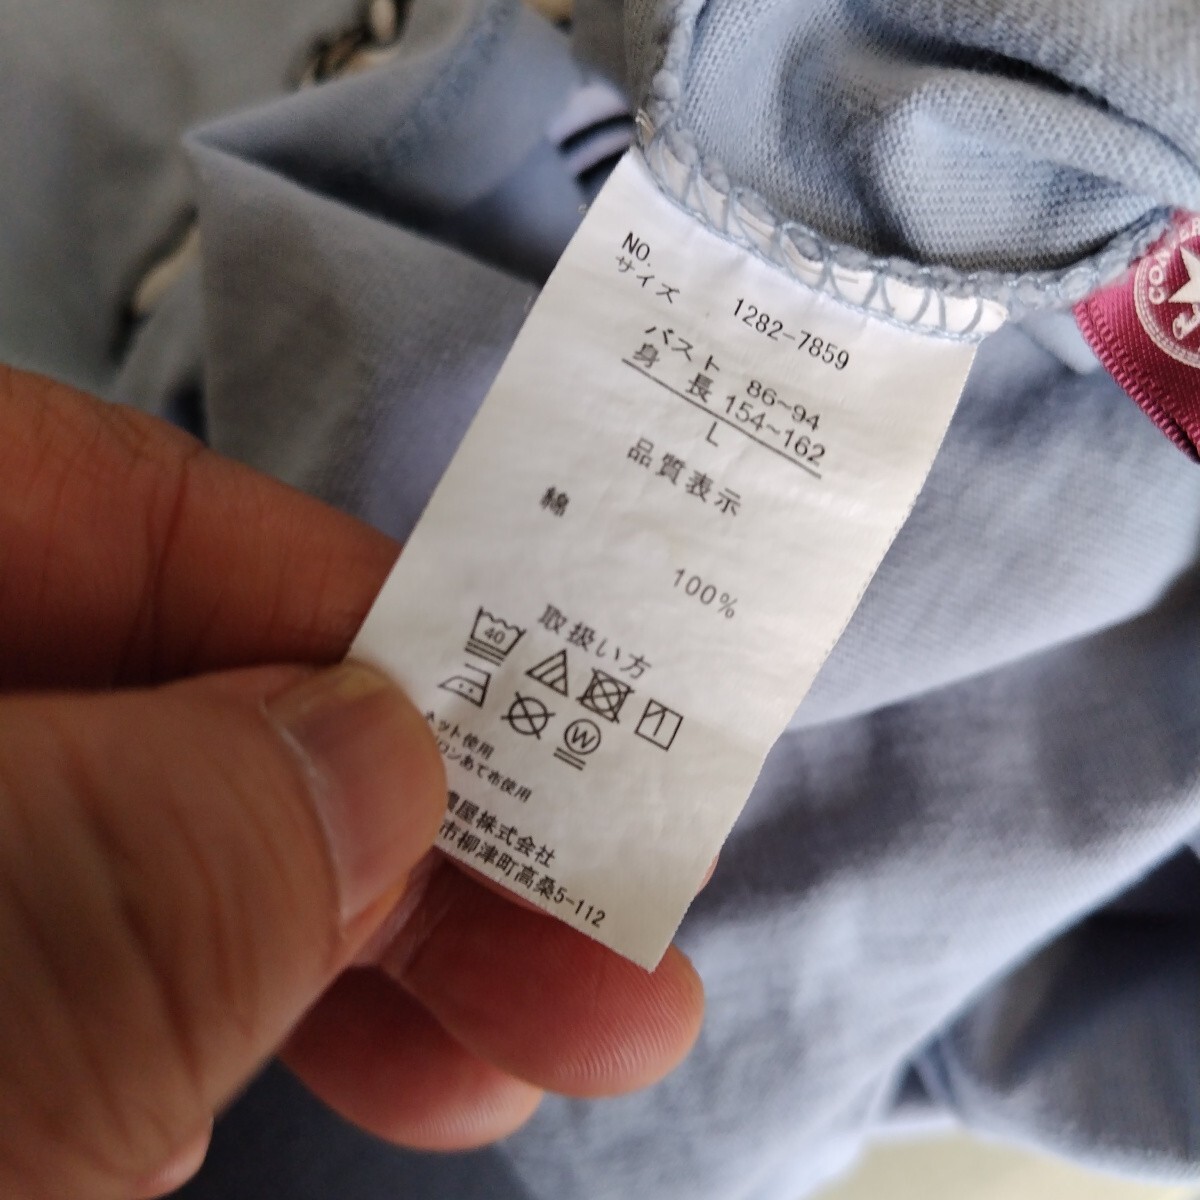 NO. 1282-7859
サイズ
バスト 86-94
身長 154~162
L
品質表示
綿 100%
取扱い方
40
W
ネット使用
ロンあて布使用
濃屋株式会社
市柳津町高桑5-112